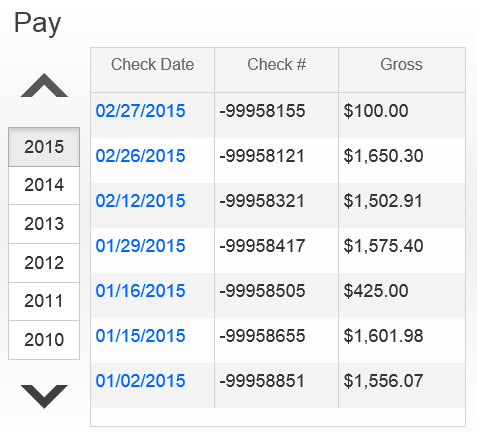 Pay
Check Date Check # Gross
02/27/2015 -99958155 $100.00
02/26/2015 -99958121 $1,650.30
02/12/2015 -99958321 $1,502.91
01/29/2015 -99958417 $1,575.40
01/16/2015 -99958505 $425.00
01/15/2015 -99958655 $1,601.98
01/02/2015 -99958851 $1,556.07
2015
2014
2013
2012
2011
2010